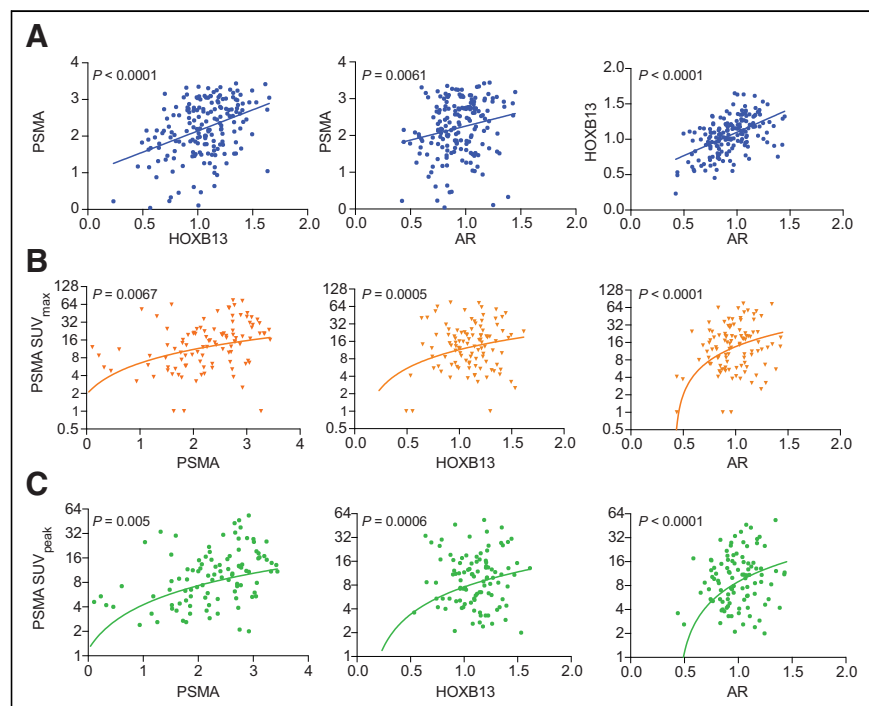 A
P < 0.0001
P = 0.0061
P < 0.0001
PSMA
4
3
2
1
0
0.0 0.5 1.0 1.5 2.0
HOXB13
PSMA
4
3
2
1
0
0.0 0.5 1.0 1.5 2.0
AR
HOXB13
2.0
1.5
1.0
0.5
0.0
0.0 0.5 1.0 1.5 2.0
AR
B
P = 0.0067
P = 0.0005
P < 0.0001
PSMA SUVmax
128
64
32
16
8
4
2
1
0.5
0 1 2 3 4
PSMA
128
64
32
16
8
4
2
1
0.5
0.0 0.5 1.0 1.5 2.0
HOXB13
128
64
32
16
8
4
2
1
0.5
0.0 0.5 1.0 1.5 2.0
AR
C
P = 0.005
P = 0.0006
P < 0.0001
PSMA SUVpeak
64
32
16
8
4
2
1
0 1 2 3 4
PSMA
64
32
16
8
4
2
1
0.0 0.5 1.0 1.5 2.0
HOXB13
64
32
16
8
4
2
1
0.0 0.5 1.0 1.5 2.0
AR